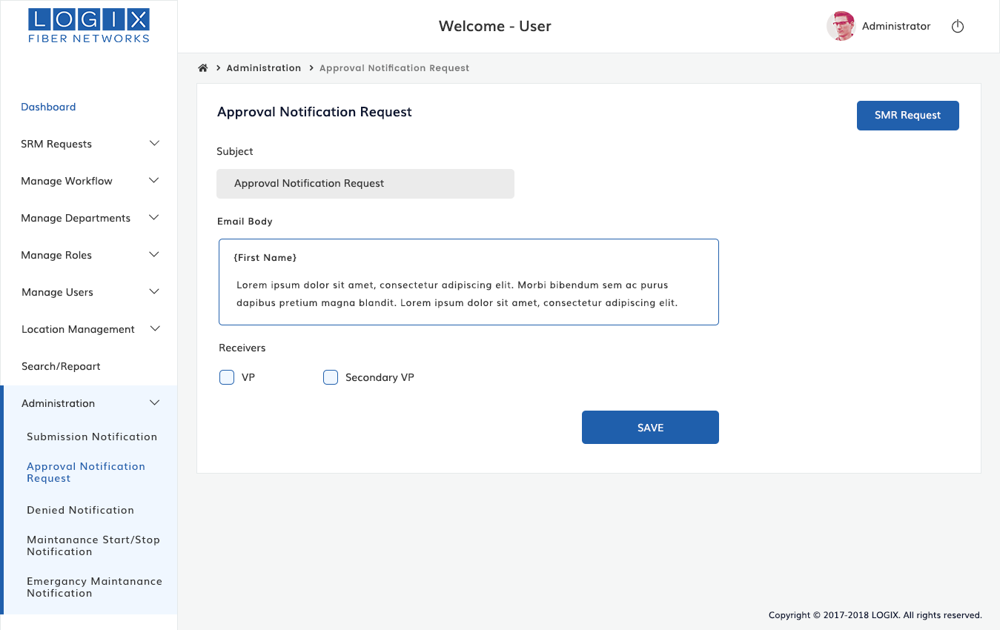 LOGIX
FIBER NETWORKS
Welcome - User
Administrator
Dashboard
SRM Requests
Manage Workflow
Manage Departments
Manage Roles
Manage Users
Location Management
Search/Repoart
Administration
Submission Notification
Approval Notification
Request
Denied Notification
Maintanance Start/Stop
Notification
Emergancy Maintanance
Notification
Administration
Approval Notification Request
Approval Notification Request
SMR Request
Subject
Approval Notification Request
Email Body
{First Name}
Lorem ipsum dolor sit amet, consectetur adipiscing elit. Morbi bibendum sem ac purus
dapibus pretium magna blandit. Lorem ipsum dolor sit amet, consectetur adipiscing elit.
Receivers
VP
Secondary VP
SAVE
Copyright © 2017-2018 LOGIX. All rights reserved.